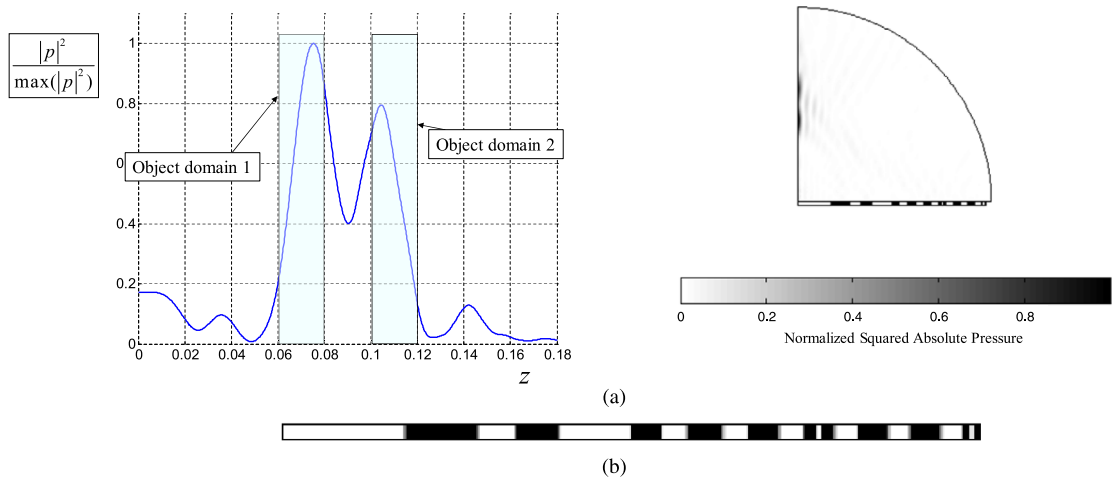 |p|²
max(|p|²)
1
0.8
0
0.4
0.2
0
Object domain 1
Object domain 2
0 0.02 0.04 0.06 0.08 0.1 0.12 0.14 0.16 0.18
z
0 0.2 0.4 0.6 0.8
Normalized Squared Absolute Pressure
(a)
(b)